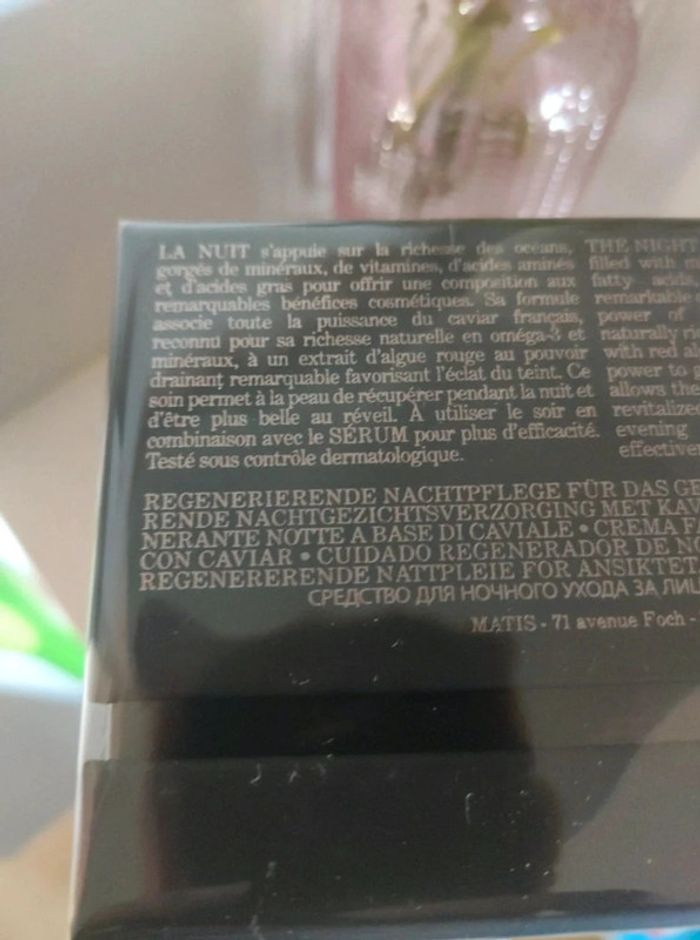 LA NUIT s'appuie sur la richesse des océans,
gorgés de minéraux, de vitamines, d'acides aminés
et d'acides gras pour offrir une composition aux
remarquables bénéfices cosmétiques. Sa formule
associe toute la puissance du caviar français,
reconnu pour sa richesse naturelle en oméga-3 et
minéraux, à un extrait d'algue rouge au pouvoir
drainant remarquable favorisant l'éclat du teint. Ce
soin permet à la peau de récupérer pendant la nuit et
d'être plus belle au réveil. À utiliser le soir en
combinaison avec le SÉRUM pour plus d'efficacité.
Testé sous contrôle dermatologique.
THE NIGHT
filled with
fatty acids
remarkable
power of
naturally
with red
power to
allows
revitalize
evening
effective
REGENERIERENDE NACHTPFLEGE FÜR DAS GE
RENDE NACHTGEZICHTSVERZORGING MET KA
NERANTE NOTTE A BASE DI CAVIALE • CREMA
CON CAVIAR • CUIDADO REGENERADOR DE N
REGENERERENDE NATTPLEIE FOR ANSIKTET
СРЕДСТВО ДЛЯ НОЧНОГО УХОДА ЗА ЛИ
MATIS - 71 avenue Foch -